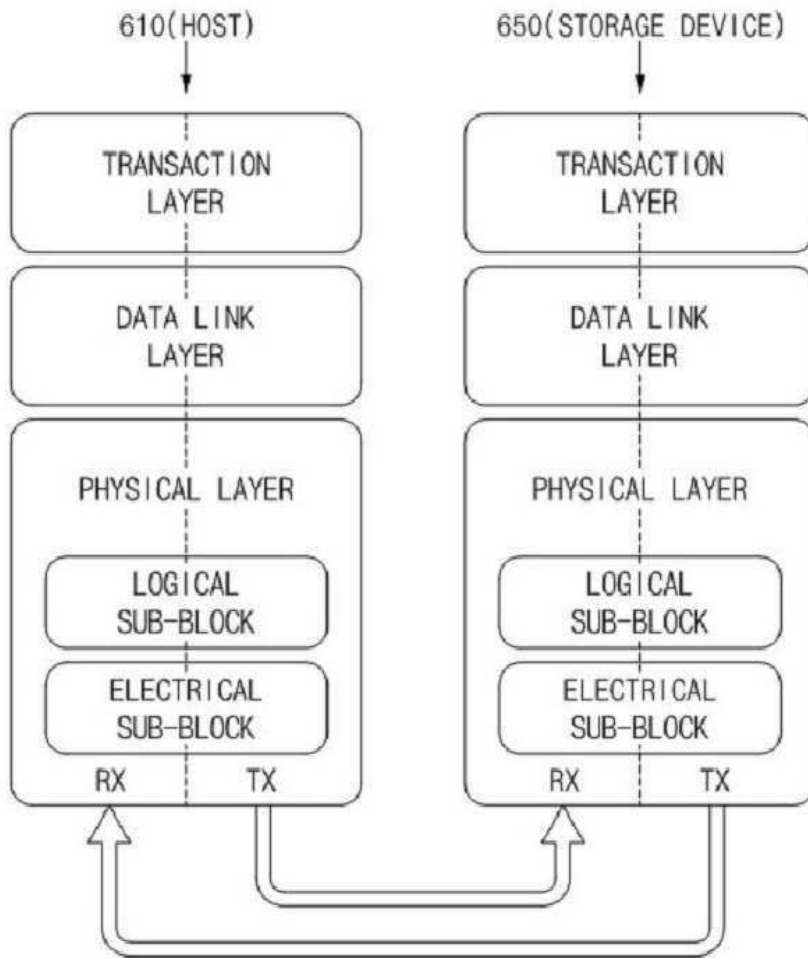 610(HOST)
TRANSACTION
LAYER
DATA LINK
LAYER
PHYSICAL LAYER
LOGICAL
SUB-BLOCK
ELECTRICAL
SUB-BLOCK
RX TX
650(STORAGE DEVICE)
TRANSACTION
LAYER
DATA LINK
LAYER
PHYSICAL LAYER
LOGICAL
SUB-BLOCK
ELECTRICAL
SUB-BLOCK
RX TX